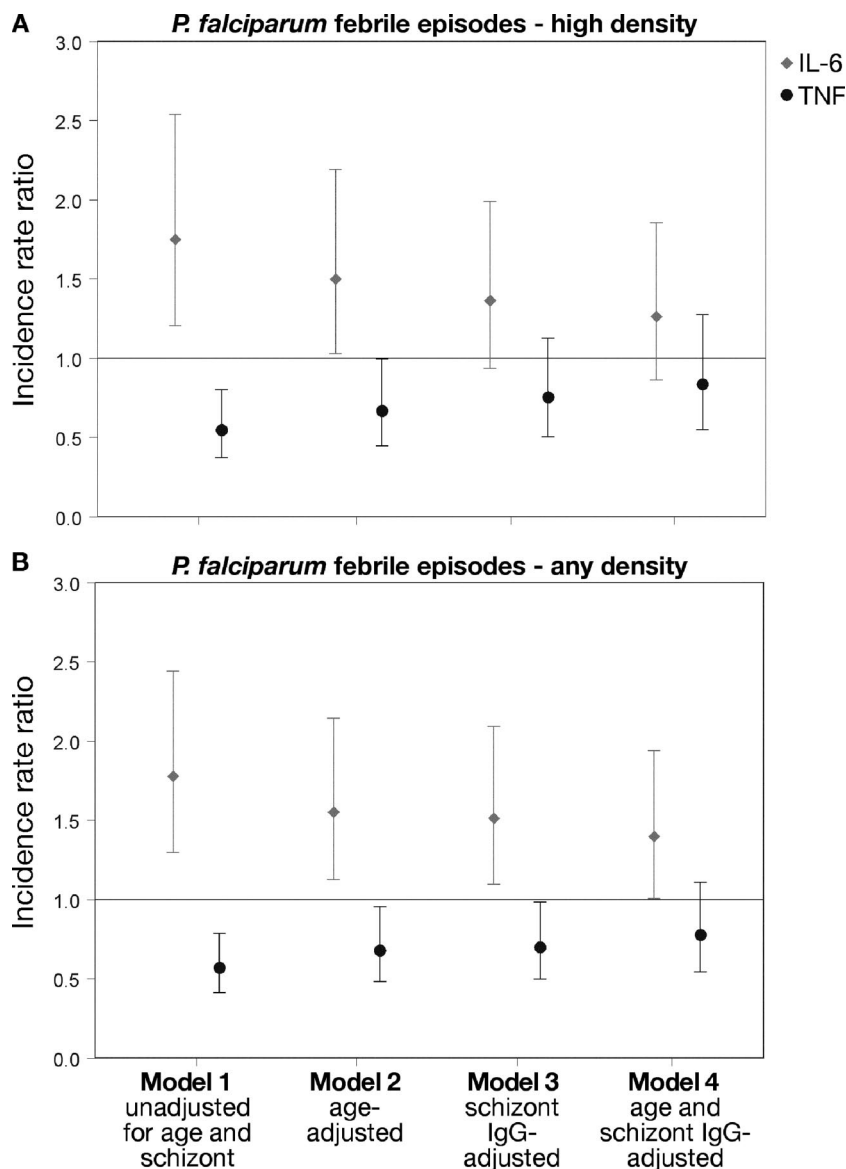 A
P. falciparum febrile episodes - high density
IL-6
TNF
Incidence rate ratio
3.0
2.5
2.0
1.5
1.0
0.5
0.0
B
P. falciparum febrile episodes - any density
Incidence rate ratio
3.0
2.5
2.0
1.5
1.0
0.5
0.0
Model 1
unadjusted
for age and
schizont
Model 2
age-
adjusted
Model 3
schizont
IgG-
adjusted
Model 4
age and
schizont IgG-
adjusted